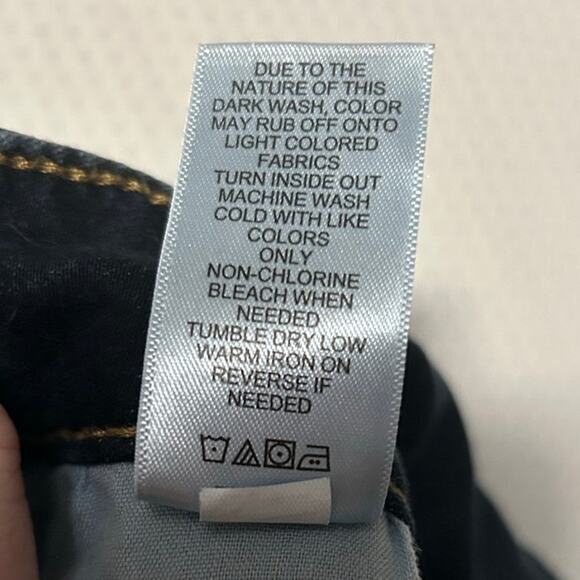 DUE TO THE
NATURE OF THIS
DARK WASH, COLOR
MAY RUB OFF ONTO
LIGHT COLORED
FABRICS
TURN INSIDE OUT
MACHINE WASH
COLD WITH LIKE
COLORS
ONLY
NON-CHLORINE
BLEACH WHEN
NEEDED
TUMBLE DRY LOW
WARM IRON ON
REVERSE IF
NEEDED